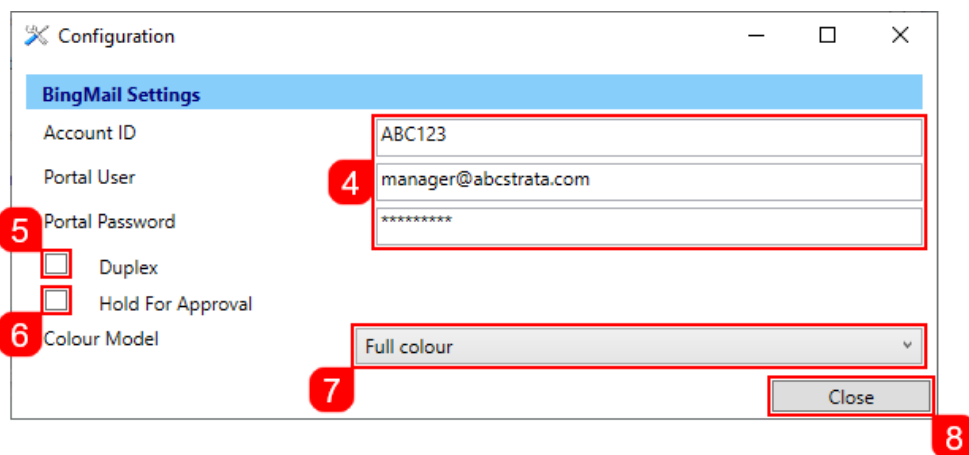 Configuration
BingMail Settings
Account ID
ABC123
Portal User
4
manager@abcstrata.com
Portal Password
*********
5
Duplex
Hold For Approval
6
Colour Model
Full colour
7
Close
8